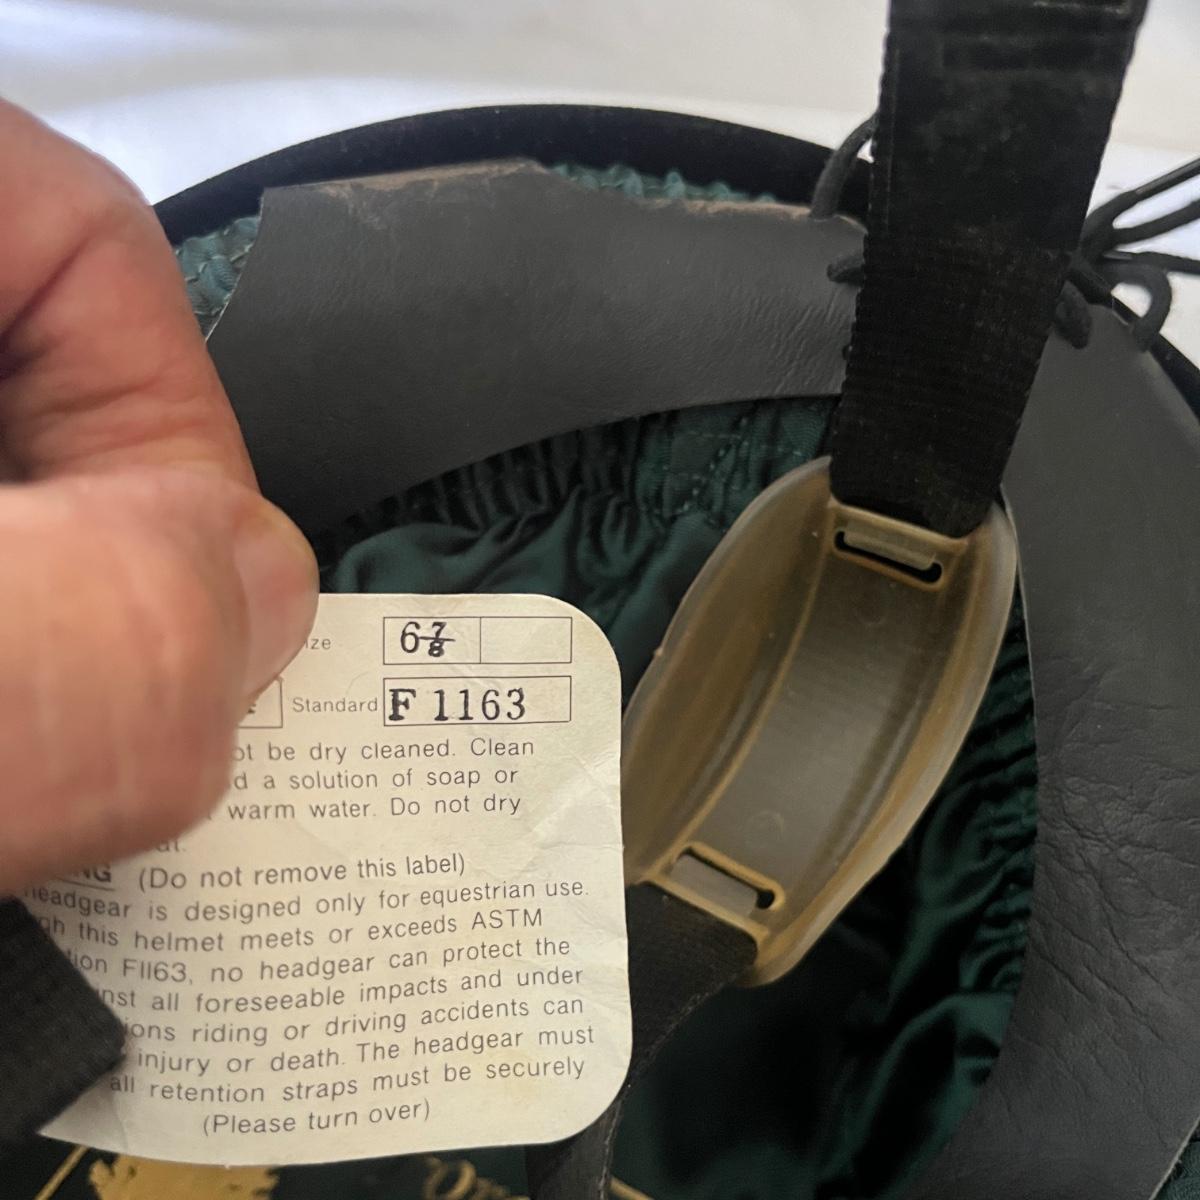 ize 6 7/8
Standard F 1163
ot be dry cleaned. Clean
d a solution of soap or
warm water. Do not dry
NG (Do not remove this label)
headgear is designed only for equestrian use.
gh this helmet meets or exceeds ASTM
tion F1163, no headgear can protect the
nst all foreseeable impacts and under
ions riding or driving accidents can
injury or death. The headgear must
all retention straps must be securely
(Please turn over)